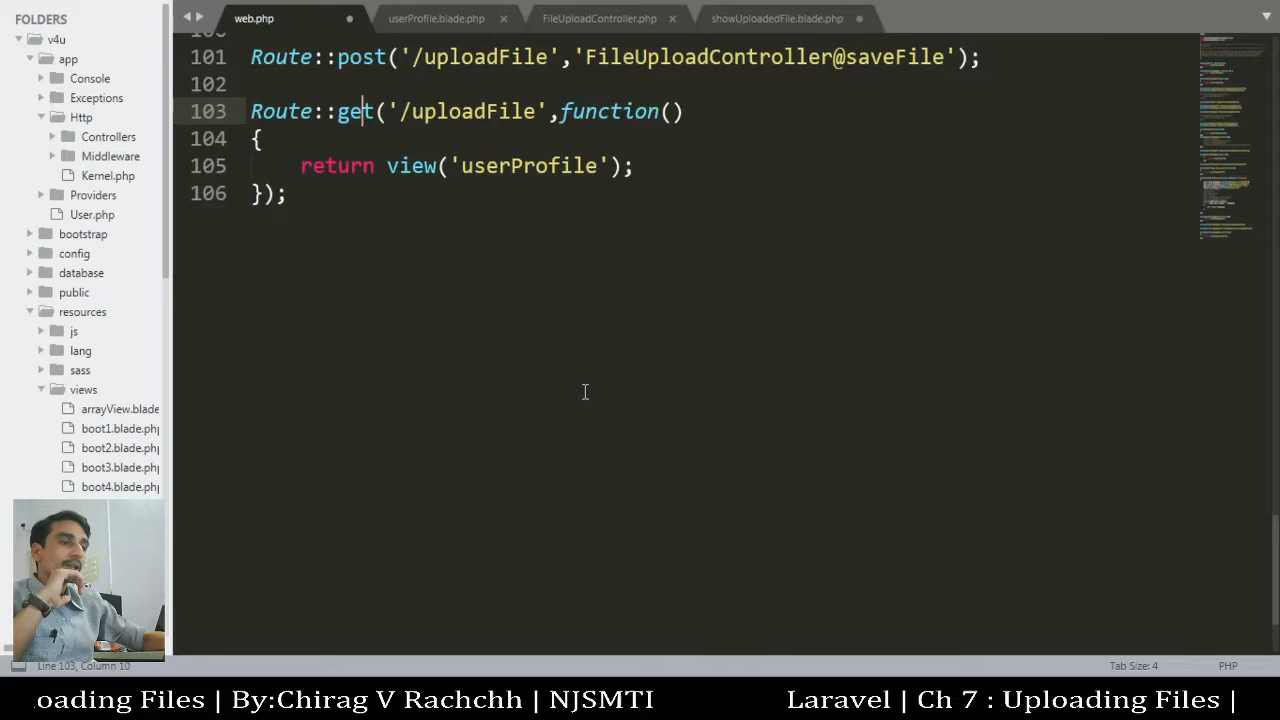 FOLDERS
v4u
app
Console
Exceptions
Http
Controllers
Middleware
Kernel.php
Providers
User.php
bootstrap
config
database
public
resources
js
lang
sass
views
arrayView.blade
boot1.blade.php
boot2.blade.php
boot3.blade.php
boot4.blade.php
web.php
userProfile.blade.php
FileUploadController.php
showUploadedFile.blade.php
101 Route::post('/uploadFile','FileUploadController@saveFile');
102
103 Route::get('/uploadFile',function()
104 {
105 return view('userProfile');
106 });
Line 103, Column 10
Tab Size: 4
PHP
oading Files | By:Chirag V Rachchh | NJSMTI
Laravel | Ch 7 : Uploading Files |